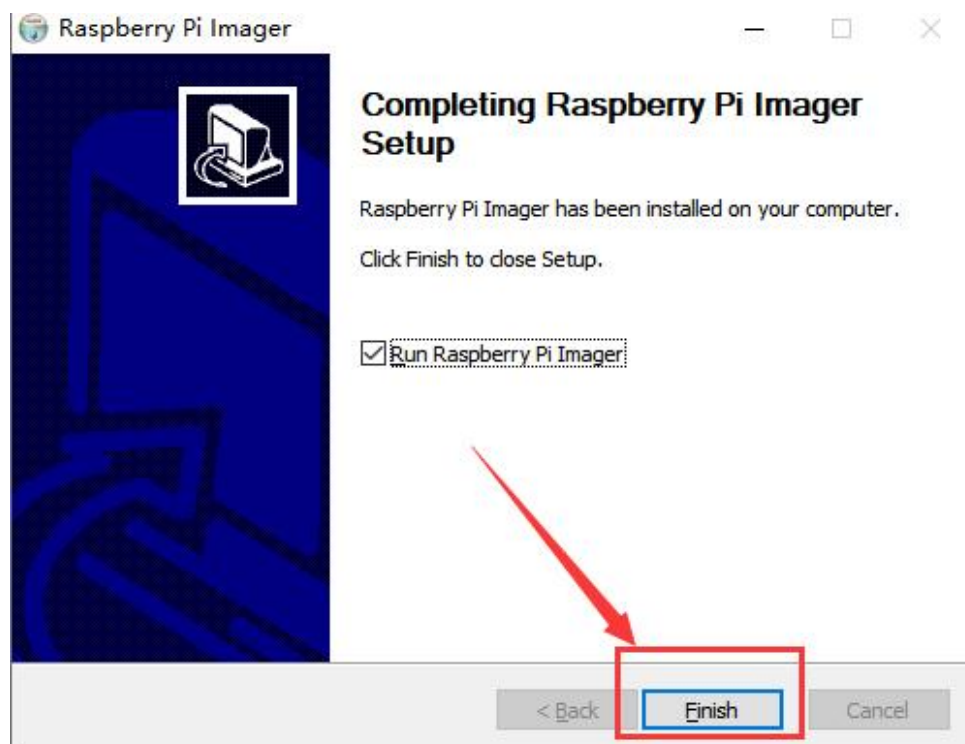 Raspberry Pi Imager
Completing Raspberry Pi Imager
Setup
Raspberry Pi Imager has been installed on your computer.
Click Finish to close Setup.
Run Raspberry Pi Imager
< Back
Finish
Cancel